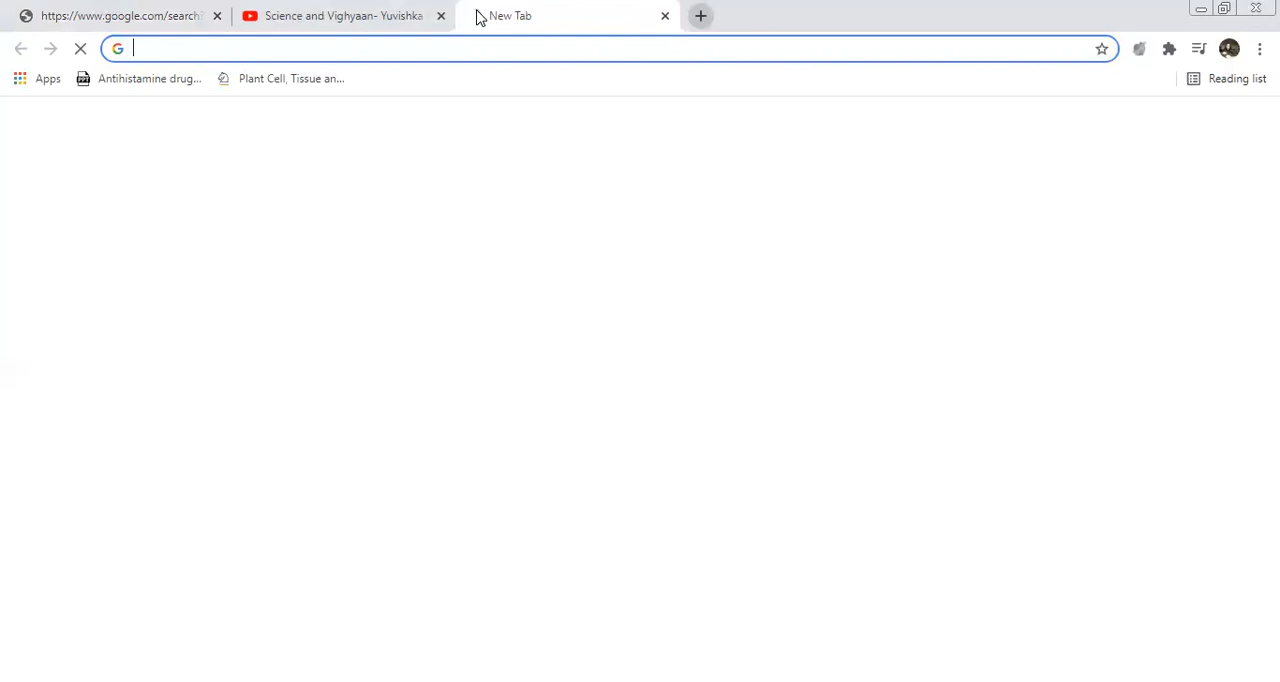 https://www.google.com/search?
Science and Vighyaan- Yuvishka
New Tab
Apps
Antihistamine drug...
Plant Cell, Tissue an...
Reading list